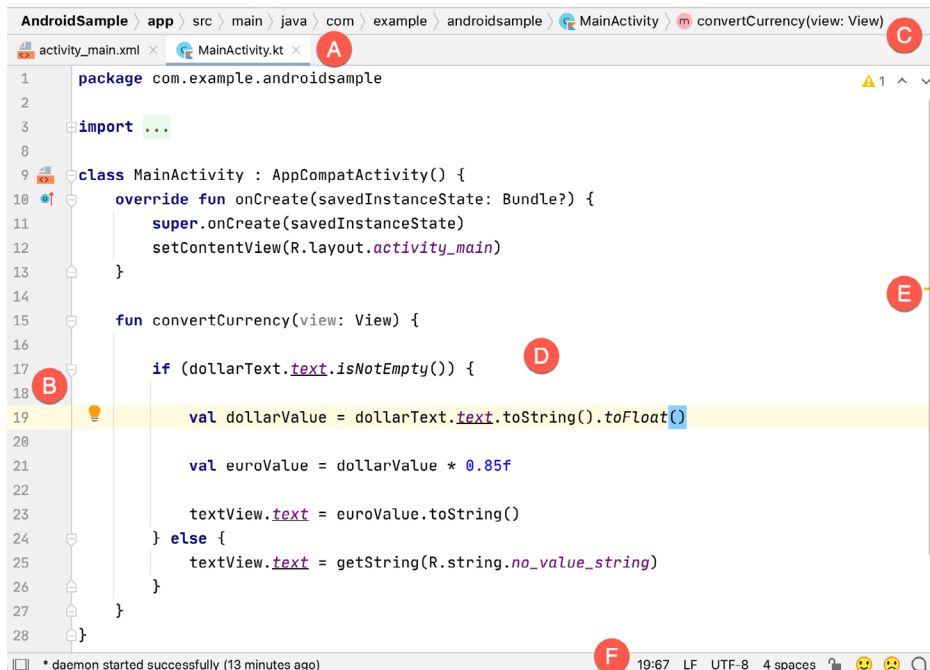 AndroidSample app src main java com example androidsample MainActivity m convertCurrency(view: View) C
activity_main.xml MainActivity.kt A
1 package com.example.androidsample 1
2
3 import ...
8
9 class MainActivity : AppCompatActivity() {
10 override fun onCreate(savedInstanceState: Bundle?) {
11 super.onCreate(savedInstanceState)
12 setContentView(R.layout.activity_main)
13 }
14 E
15 fun convertCurrency(view: View) {
16
17 if (dollarText.text.isNotEmpty()) { D
18 B
19 val dollarValue = dollarText.text.toString().toFloat()
20
21 val euroValue = dollarValue * 0.85f
22
23 textView.text = euroValue.toString()
24 } else {
25 textView.text = getString(R.string.no_value_string)
26 }
27 }
28 }
* daemon started successfully (13 minutes ago) F 19:67 LF UTF-8 4 spaces